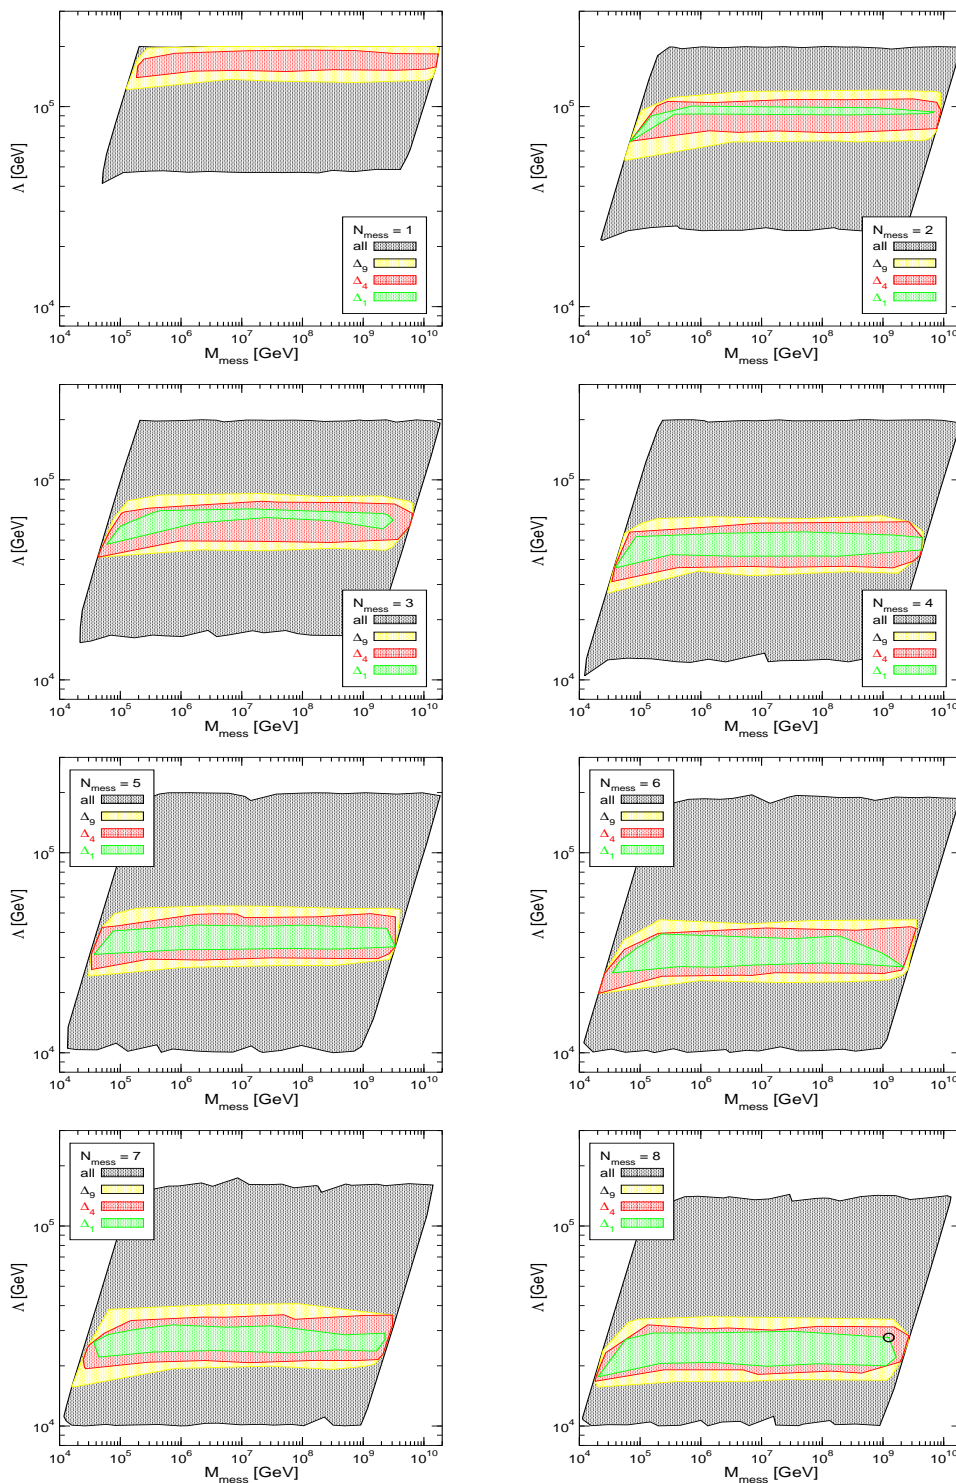 Λ [GeV]
10^5
10^4
N_mess = 1
all
Δ_9
Δ_4
Δ_1
10^4 10^5 10^6 10^7 10^8 10^9 10^10
M_mess [GeV]
Λ [GeV]
10^5
10^4
N_mess = 2
all
Δ_9
Δ_4
Δ_1
10^4 10^5 10^6 10^7 10^8 10^9 10^10
M_mess [GeV]
Λ [GeV]
10^5
10^4
N_mess = 3
all
Δ_9
Δ_4
Δ_1
10^4 10^5 10^6 10^7 10^8 10^9 10^10
M_mess [GeV]
Λ [GeV]
10^5
10^4
N_mess = 4
all
Δ_9
Δ_4
Δ_1
10^4 10^5 10^6 10^7 10^8 10^9 10^10
M_mess [GeV]
Λ [GeV]
10^5
10^4
N_mess = 5
all
Δ_9
Δ_4
Δ_1
10^4 10^5 10^6 10^7 10^8 10^9 10^10
M_mess [GeV]
Λ [GeV]
10^5
10^4
N_mess = 6
all
Δ_9
Δ_4
Δ_1
10^4 10^5 10^6 10^7 10^8 10^9 10^10
M_mess [GeV]
Λ [GeV]
10^5
10^4
N_mess = 7
all
Δ_9
Δ_4
Δ_1
10^4 10^5 10^6 10^7 10^8 10^9 10^10
M_mess [GeV]
Λ [GeV]
10^5
10^4
N_mess = 8
all
Δ_9
Δ_4
Δ_1
10^4 10^5 10^6 10^7 10^8 10^9 10^10
M_mess [GeV]